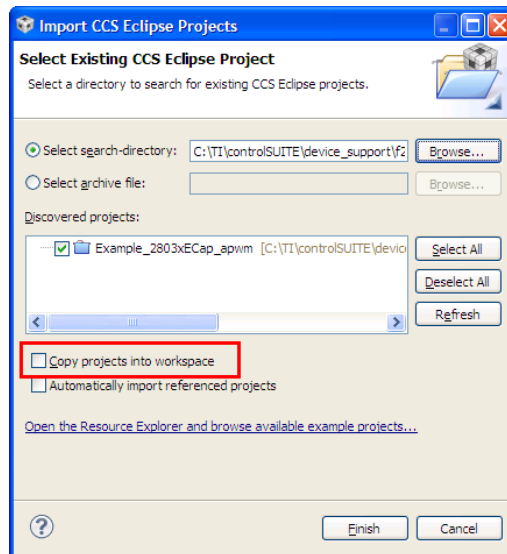 Import CCS Eclipse Projects
Select Existing CCS Eclipse Project
Select a directory to search for existing CCS Eclipse projects.
Select search-directory: C:\TI\controlSUITE\device_support\f2 Browse...
Select archive file: Browse...
Discovered projects:
Example_2803xECap_apwm [C:\TI\controlSUITE\devic Select All
Deselect All
Refresh
Copy projects into workspace
Automatically import referenced projects
Open the Resource Explorer and browse available example projects...
? Finish Cancel